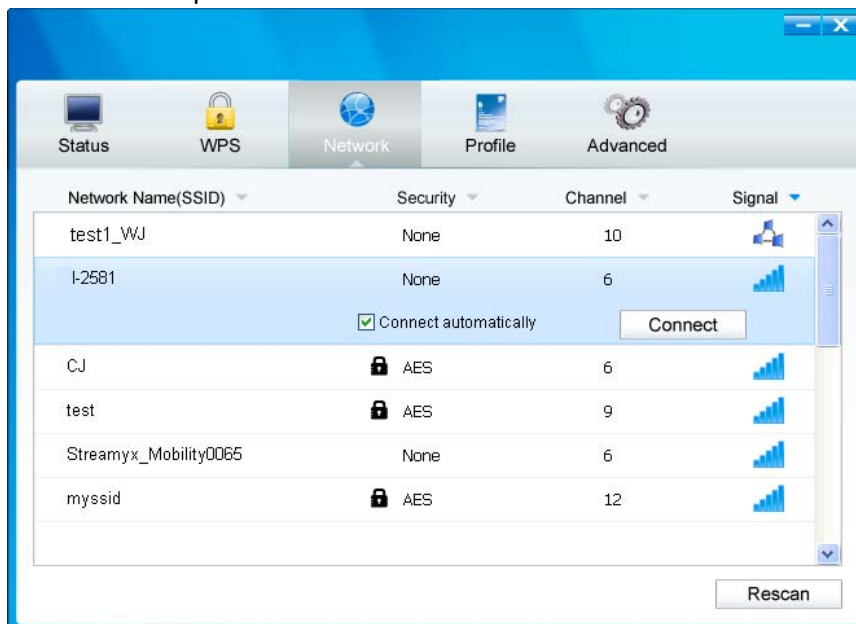 Status WPS Network Profile Advanced
Network Name(SSID) Security Channel Signal
test1_WJ None 10
I-2581 None 6
Connect automatically Connect
CJ AES 6
test AES 9
Streamyx_Mobility0065 None 6
myssid AES 12
Rescan